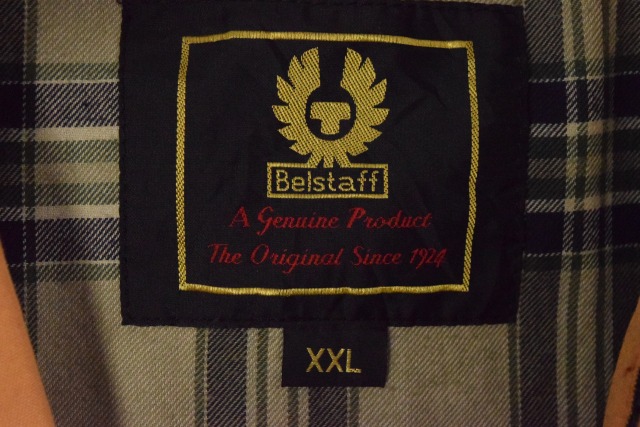 Belstaff
A Genuine Product
The Original Since 1924
XXL